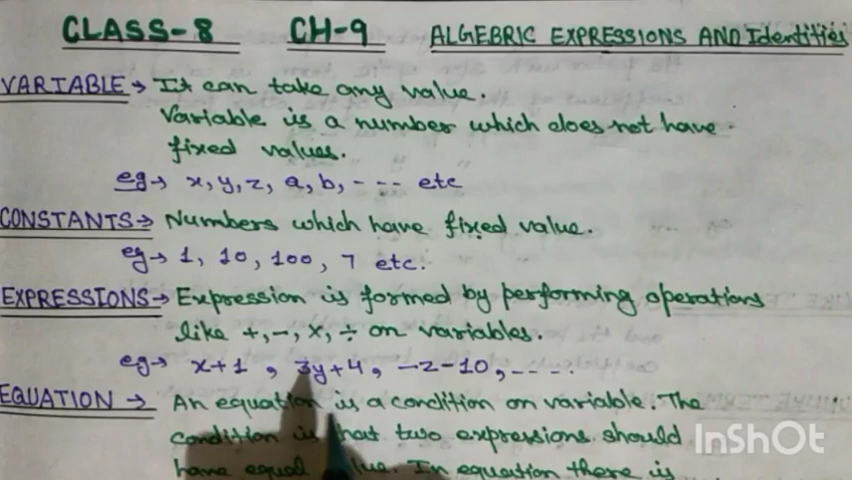 CLASS-8 CH-9 ALGEBRIC EXPRESSIONS AND Identities
VARIABLE → It can take any value.
Variable is a number which does not have
fixed values.
eg → x, y, z, a, b, - --- etc
CONSTANTS → Numbers which have fixed value.
eg → 1, 10, 100, 7 etc.
EXPRESSIONS → Expression is formed by performing operations
like +, -, x, ÷ on variables.
eg → x+1, 3y+4, -z-10, - - - .
EQUATION → An equation is a condition on variable. The
condition is that two expressions should
have equal In equation there is
InShOt